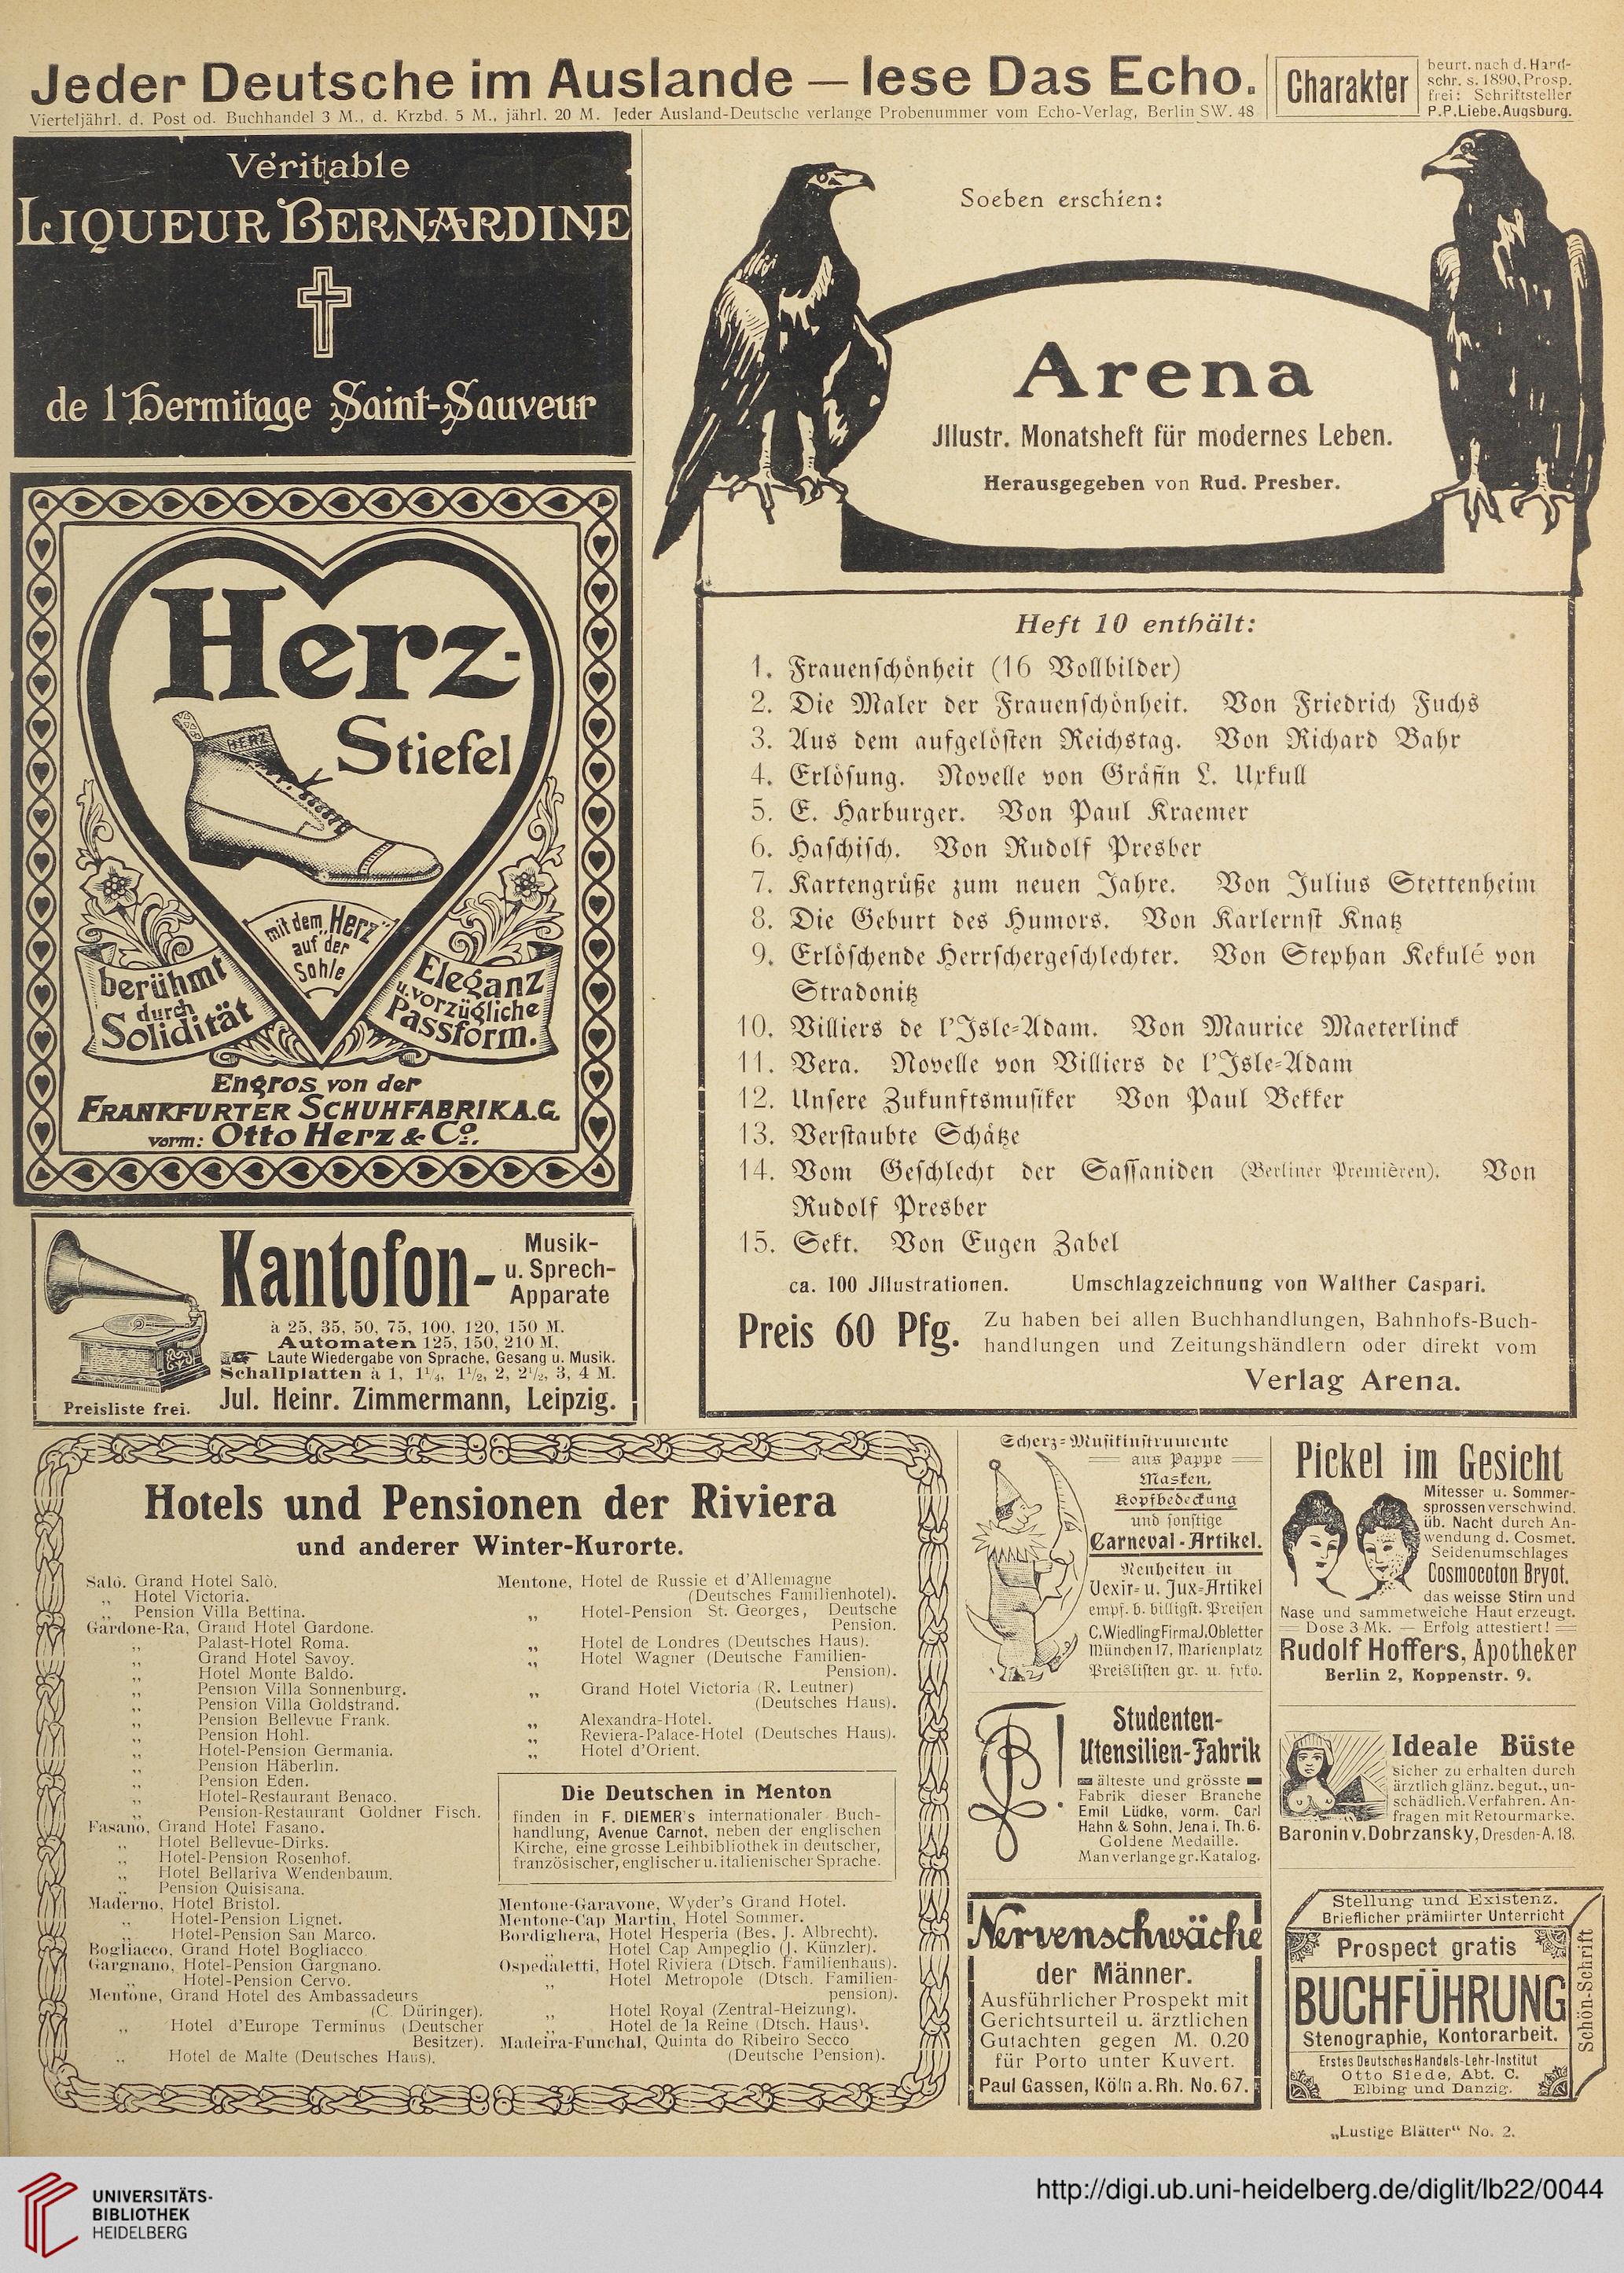 Jeder Deutsche im Auslande — lese Das Echo.
Vierteljährl. d. Post od. Buchhandel 3 M., d. Krzbd. 5 M., jährl. 20 M. Jeder Ausland-Deutsche verlange Probenummer vom Echo-Verlag, Berlin SW. 48
Charakter
beurt. nach d. Hand-
schr. s. 1890, Prosp.
frei: Schriftsteller
P.P.Liebe, Augsburg.
Véritable
LIQUEUR BERNARDINE
de l'Hermitage Saint-Sauveur
Herz-
Stiefel
HERZ
mit dem „Herz"
auf der
Sohle
berühmt
durch
Solidität
Eleganz
u. vorzügliche
Passform.
Engros von der
FRANKFURTER SCHUHFABRIK A.G.
vorm: Otto Herz & Co.
Kantofon-
Musik-
u. Sprech-
Apparate
à 25, 35, 50, 75, 100, 120, 150 M.
Automaten 125, 150, 210 M.
Laute Wiedergabe von Sprache, Gesang u. Musik.
Schallplatten à 1, 1¼, 1½, 2, 2½, 3, 4 M.
Preisliste frei.
Jul. Heinr. Zimmermann, Leipzig.
Soeben erschien:
Arena
Jllustr. Monatsheft für modernes Leben.
Herausgegeben von Rud. Presber.
Heft 10 enthält:
1. Frauenschönheit (16 Vollbilder)
2. Die Maler der Frauenschönheit. Von Friedrich Fuchs
3. Aus dem aufgelösten Reichstag. Von Richard Bahr
4. Erlösung. Novelle von Gräfin L. Urkull
5. E. Harburger. Von Paul Kraemer
6. Haschisch. Von Rudolf Presber
7. Kartengrüße zum neuen Jahre. Von Julius Stettenheim
8. Die Geburt des Humors. Von Karlernst Knatz
9. Erlöschende Herrschergeschlechter. Von Stephan Kekulé von
Stradonitz
10. Villiers de l'Isle-Adam. Von Maurice Maeterlinck
11. Vera. Novelle von Villiers de l'Isle-Adam
12. Unsere Zukunftsmusiker Von Paul Bekker
13. Verstaubte Schätze
14. Vom Geschlecht der Sassaniden (Berliner Premièren). Von
Rudolf Presber
15. Sekt. Von Eugen Zabel
ca. 100 Jllustrationen. Umschlagzeichnung von Walther Caspari.
Preis 60 Pfg.
Zu haben bei allen Buchhandlungen, Bahnhofs-Buch-
handlungen und Zeitungshändlern oder direkt vom
Verlag Arena.
Hotels und Pensionen der Riviera
und anderer Winter-Kurorte.
Salò. Grand Hotel Salò.
„ Hotel Victoria.
„ Pension Villa Bettina.
Gardone-Ra, Grand Hotel Gardone.
„ Palast-Hotel Roma.
„ Grand Hotel Savoy.
„ Hotel Monte Baldo.
„ Pension Villa Sonnenburg.
„ Pension Villa Goldstrand.
„ Pension Bellevue Frank.
„ Pension Hohl.
„ Hotel-Pension Germania.
„ Pension Häberlin.
„ Pension Eden.
„ Hotel-Restaurant Benaco.
„ Pension-Restaurant Goldner Fisch.
Fasano, Grand Hotel Fasano.
„ Hotel Bellevue-Dirks.
„ Hotel-Pension Rosenhof.
„ Hotel Bellariva Wendenbaum.
„ Pension Quisisana.
Maderno, Hotel Bristol.
„ Hotel-Pension Lignet.
„ Hotel-Pension San Marco.
Bogliacco, Grand Hotel Bogliacco
Gargnano, Hotel-Pension Gargnano.
„ Hotel-Pension Cervo.
Mentone, Grand Hotel des Ambassadeurs
(C. Düringer).
„ Hotel d'Europe Terminus (Deutscher
Besitzer).
„ Hotel de Malte (Deutsches Haus).
Mentone, Hotel de Russie et d'Allemagne
(Deutsches Familienhotel).
„ Hotel-Pension St. Georges, Deutsche
Pension.
„ Hotel de Londres (Deutsches Haus).
„ Hotel Wagner (Deutsche Familien-
Pension).
„ Grand Hotel Victoria (R. Leutner)
(Deutsches Haus).
„ Alexandra-Hotel.
„ Reviera-Palace-Hotel (Deutsches Haus).
„ Hotel d'Orient.
Die Deutschen in Menton
finden in F. DIEMER's internationaler Buch-
handlung, Avenue Carnot, neben der englischen
Kirche, eine grosse Leihbibliothek in deutscher,
französischer, englischer u. italienischer Sprache.
Mentone-Garavone, Wyder's Grand Hotel.
Mentone-Cap Martin, Hotel Sommer.
Bordighera, Hotel Hesperia (Bes. J. Albrecht).
„ Hotel Cap Ampeglio (J. Künzler).
Ospedaletti, Hotel Riviera (Dtsch. Familienhaus).
„ Hotel Metropole (Dtsch. Familien-
pension).
„ Hotel Royal (Zentral-Heizung).
„ Hotel de la Reine (Dtsch. Haus).
Madeira-Funchal, Quinta do Ribeiro Secco
(Deutsche Pension).
Scherz-Musikinstrumente
aus Pappe
Masken,
Kopfbedeckung
und sonstige
Carneval-Artikel.
Neuheiten in
Vexir- u. Jux-Artikel
empf. b. billigst. Preisen
C. Wiedling Firma J. Obletter
München 17, Marienplatz
Preislisten gr. u. frko.
Studenten-
Utensilien-Fabrik
älteste und grösste
Fabrik dieser Branche
Emil Lüdke, vorm. Carl
Hahn & Sohn, Jena i. Th. 6.
Goldene Medaille.
Man verlange gr. Katalog.
Nervenschwäche
der Männer.
Ausführlicher Prospekt mit
Gerichtsurteil u. ärztlichen
Gutachten gegen M. 0.20
für Porto unter Kuvert.
Paul Gassen, Köln a. Rh. No. 67.
Pickel im Gesicht
Mitesser u. Sommer-
sprossen verschwind.
üb. Nacht durch An-
wendung d. Cosmet.
Seidenumschlages
Cosmocoton Bryot.
das weisse Stirn und
Nase und sammetweiche Haut erzeugt.
Dose 3 Mk. — Erfolg attestiert!
Rudolf Hoffers, Apotheker
Berlin 2, Koppenstr. 9.
Ideale Büste
sicher zu erhalten durch
ärztlich glänz. begut., un-
schädlich. Verfahren. An-
fragen mit Retourmarke.
Baronin v. Dobrzansky, Dresden-A. 18.
Stellung und Existenz.
Brieflicher prämiirter Unterricht
Prospect gratis
BUCHFÜHRUNG
Stenographie, Kontorarbeit.
Erstes Deutsches Handels-Lehr-Institut
Otto Siede, Abt. C.
Elbing und Danzig.
Schön-Schrift
„Lustige Blätter" No. 2.
UNIVERSITÄTS-
BIBLIOTHEK
HEIDELBERG
http://digi.ub.uni-heidelberg.de/diglit/lb22/0044